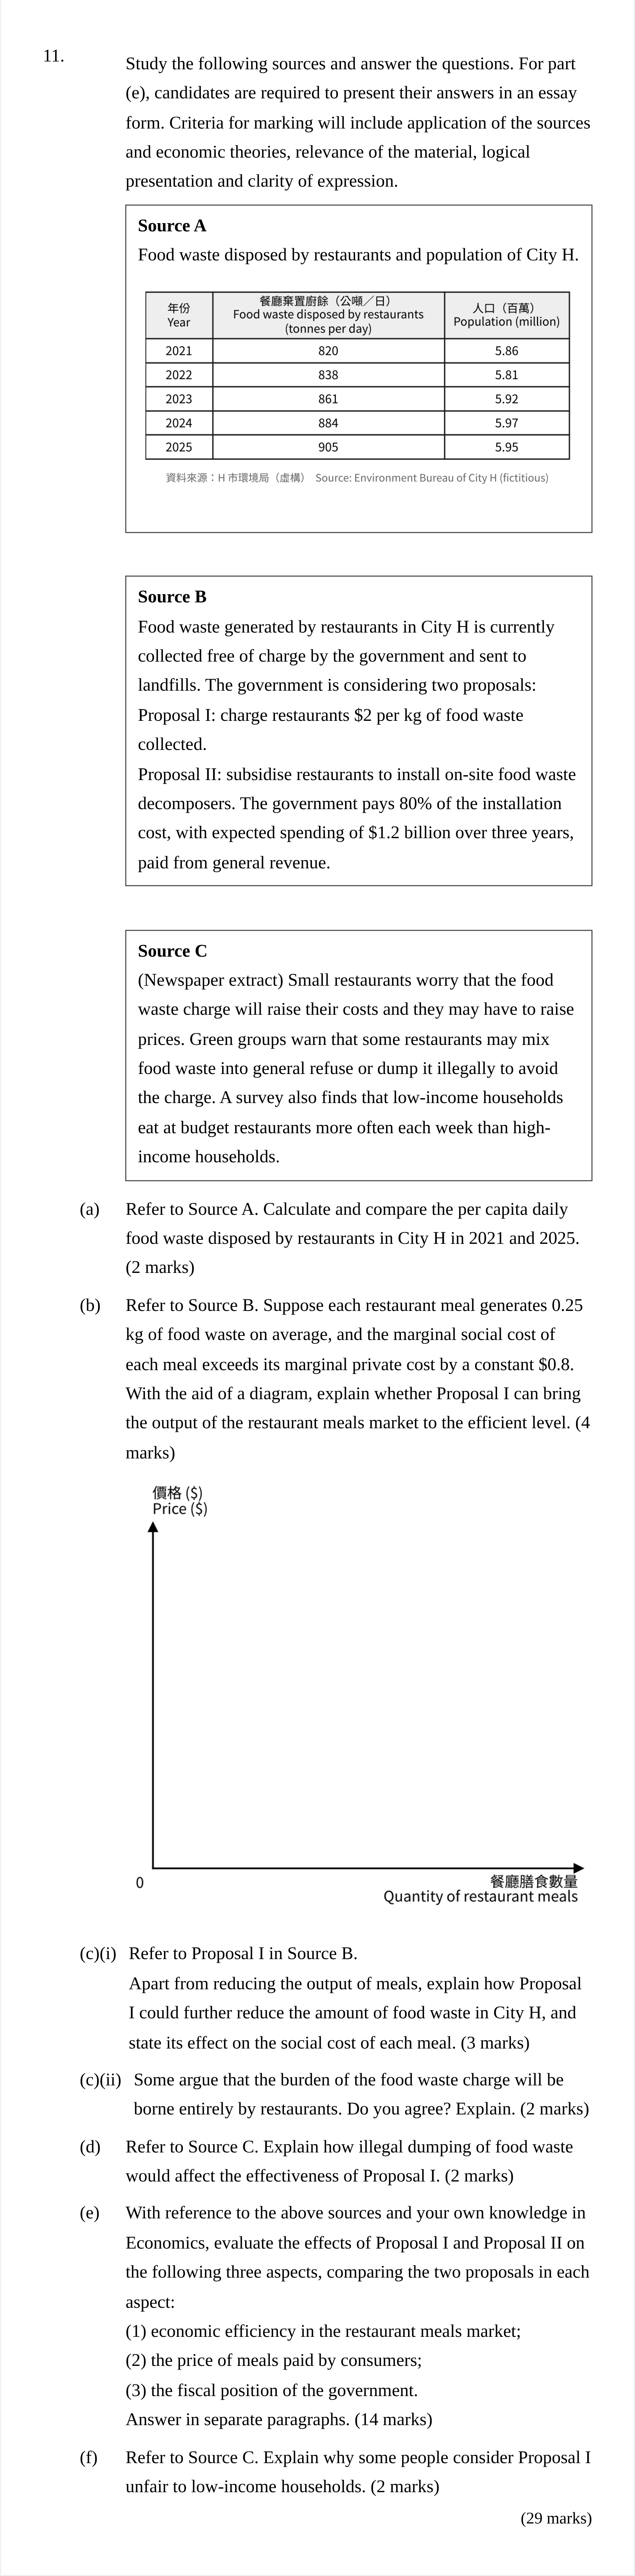 11.
Study the following sources and answer the questions. For part
(e), candidates are required to present their answers in an essay
form. Criteria for marking will include application of the sources
and economic theories, relevance of the material, logical
presentation and clarity of expression.
Source A
Food waste disposed by restaurants and population of City H.
年份
Year
餐廳棄置廚餘（公噸／日）
Food waste disposed by restaurants
(tonnes per day)
人口（百萬）
Population (million)
2021 820 5.86
2022 838 5.81
2023 861 5.92
2024 884 5.97
2025 905 5.95
資料來源：H 市環境局（虛構） Source: Environment Bureau of City H (fictitious)
Source B
Food waste generated by restaurants in City H is currently
collected free of charge by the government and sent to
landfills. The government is considering two proposals:
Proposal I: charge restaurants $2 per kg of food waste
collected.
Proposal II: subsidise restaurants to install on-site food waste
decomposers. The government pays 80% of the installation
cost, with expected spending of $1.2 billion over three years,
paid from general revenue.
Source C
(Newspaper extract) Small restaurants worry that the food
waste charge will raise their costs and they may have to raise
prices. Green groups warn that some restaurants may mix
food waste into general refuse or dump it illegally to avoid
the charge. A survey also finds that low-income households
eat at budget restaurants more often each week than high-
income households.
(a) Refer to Source A. Calculate and compare the per capita daily
food waste disposed by restaurants in City H in 2021 and 2025.
(2 marks)
(b) Refer to Source B. Suppose each restaurant meal generates 0.25
kg of food waste on average, and the marginal social cost of
each meal exceeds its marginal private cost by a constant $0.8.
With the aid of a diagram, explain whether Proposal I can bring
the output of the restaurant meals market to the efficient level. (4
marks)
價格 ($)
Price ($)
0
餐廳膳食數量
Quantity of restaurant meals
(c)(i) Refer to Proposal I in Source B.
Apart from reducing the output of meals, explain how Proposal
I could further reduce the amount of food waste in City H, and
state its effect on the social cost of each meal. (3 marks)
(c)(ii) Some argue that the burden of the food waste charge will be
borne entirely by restaurants. Do you agree? Explain. (2 marks)
(d) Refer to Source C. Explain how illegal dumping of food waste
would affect the effectiveness of Proposal I. (2 marks)
(e) With reference to the above sources and your own knowledge in
Economics, evaluate the effects of Proposal I and Proposal II on
the following three aspects, comparing the two proposals in each
aspect:
(1) economic efficiency in the restaurant meals market;
(2) the price of meals paid by consumers;
(3) the fiscal position of the government.
Answer in separate paragraphs. (14 marks)
(f) Refer to Source C. Explain why some people consider Proposal I
unfair to low-income households. (2 marks)
(29 marks)